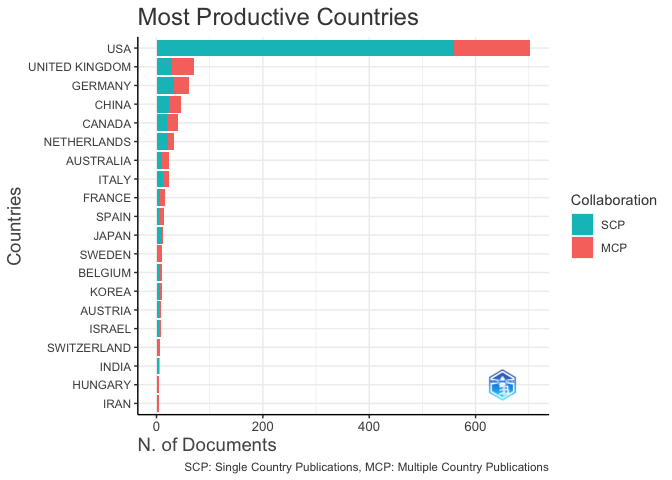 Most Productive Countries
Countries
USA
UNITED KINGDOM
GERMANY
CHINA
CANADA
NETHERLANDS
AUSTRALIA
ITALY
FRANCE
SPAIN
JAPAN
SWEDEN
BELGIUM
KOREA
AUSTRIA
ISRAEL
SWITZERLAND
INDIA
HUNGARY
IRAN
0 200 400 600
N. of Documents
Collaboration
SCP
MCP
SCP: Single Country Publications, MCP: Multiple Country Publications